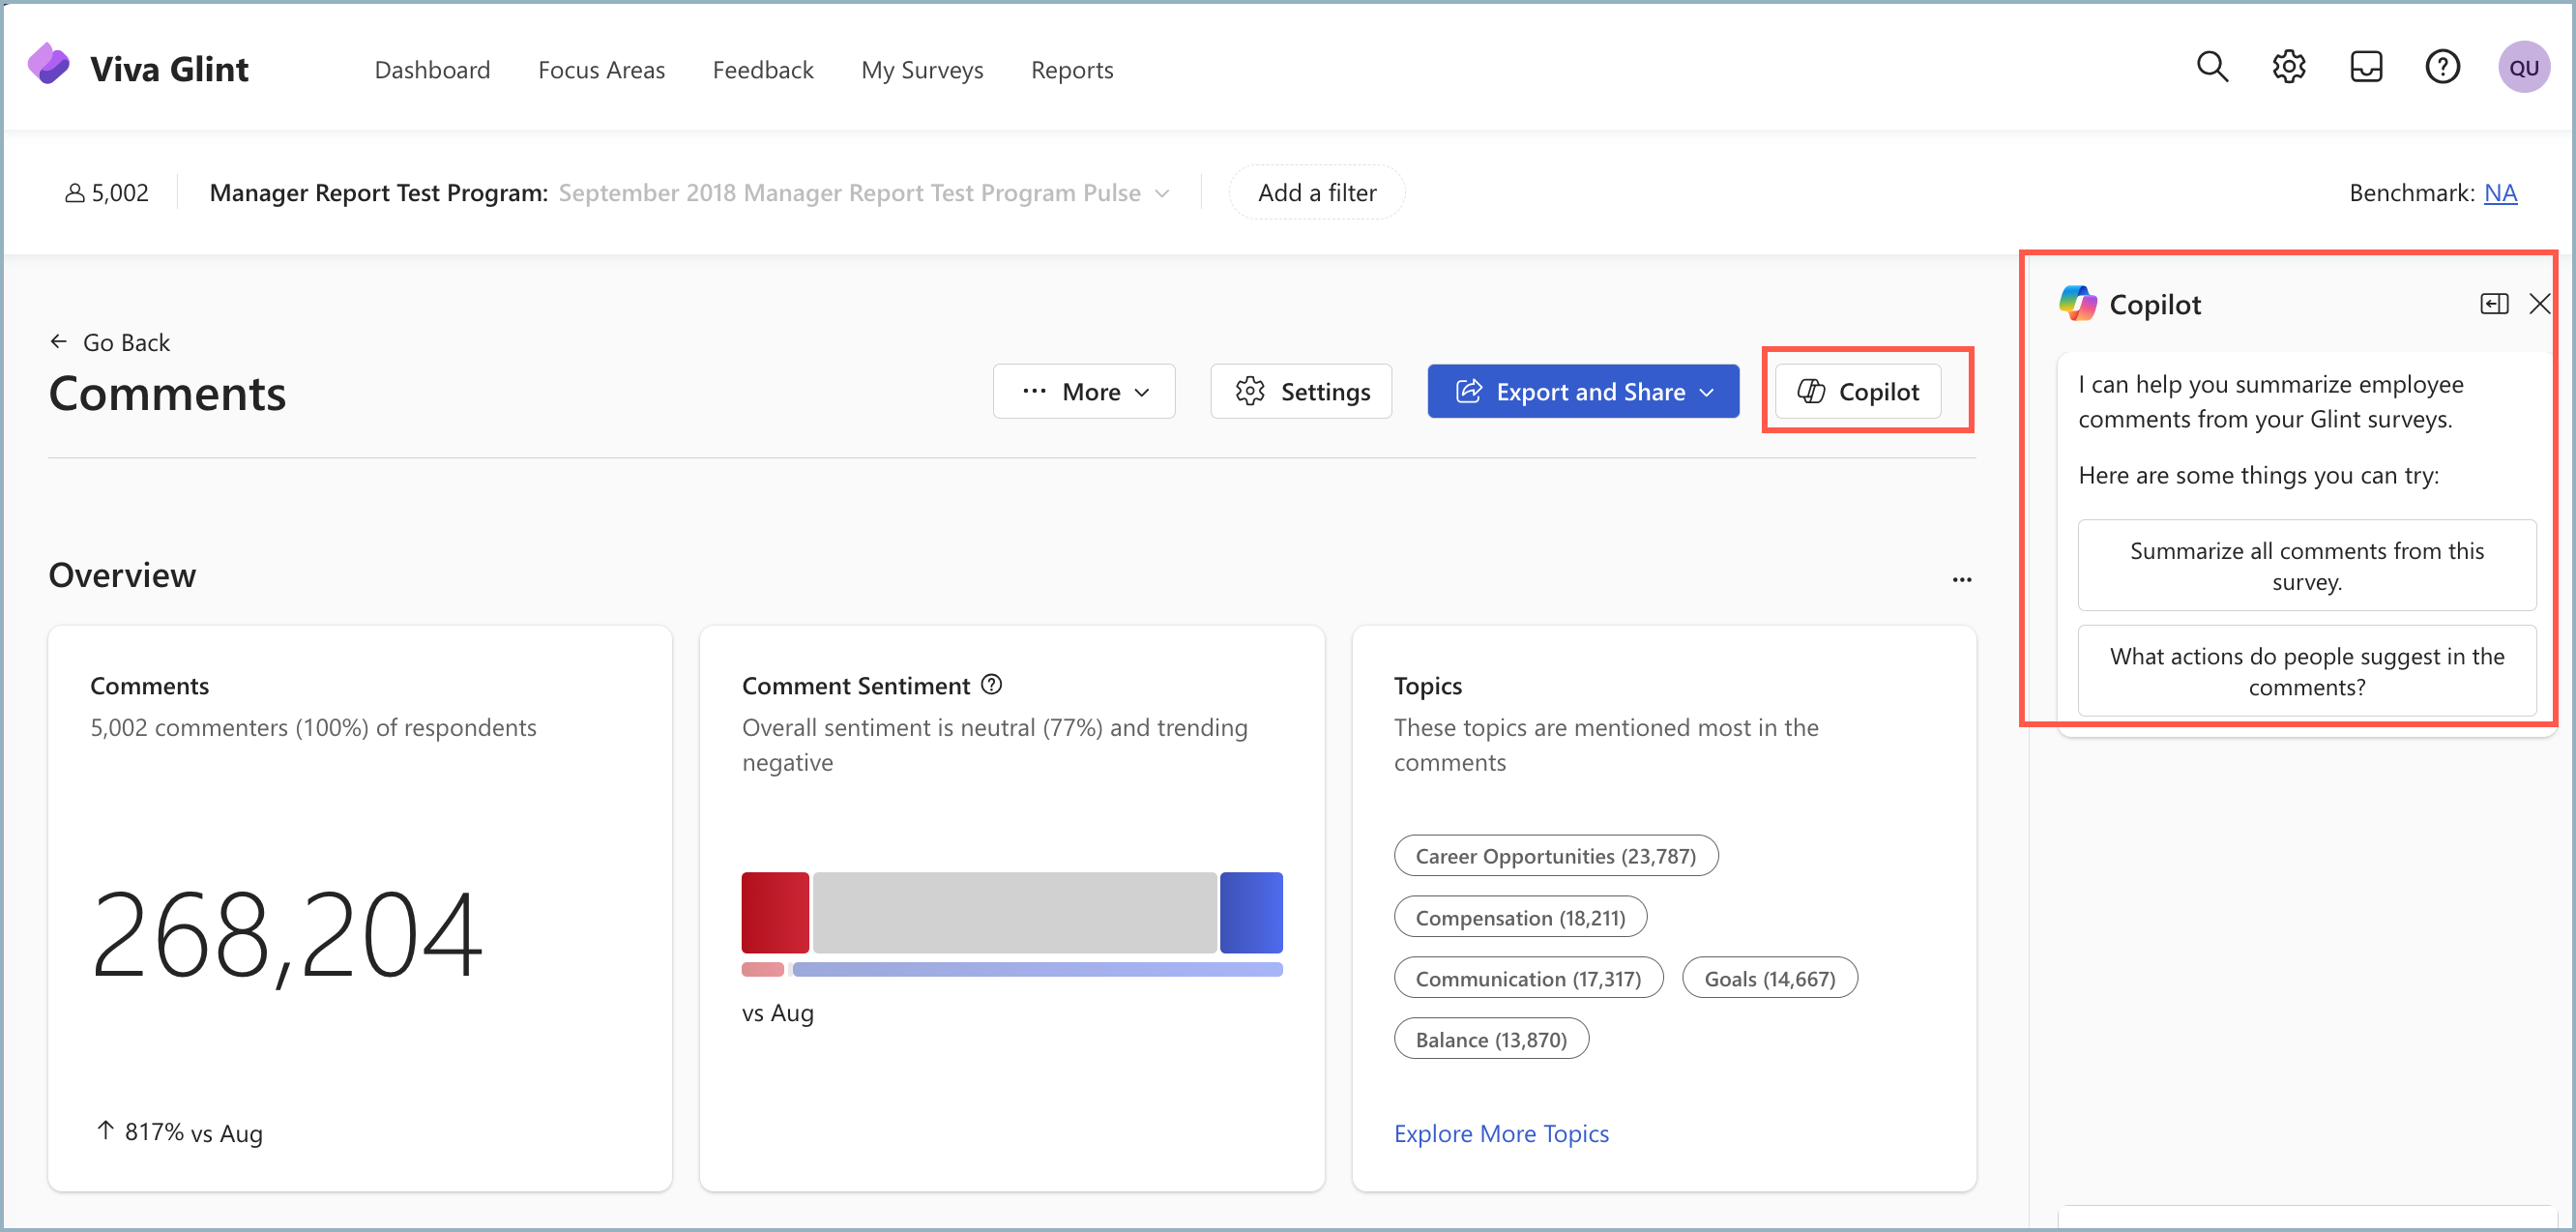 Viva Glint
Dashboard
Focus Areas
Feedback
My Surveys
Reports
QU
5,002
Manager Report Test Program: September 2018 Manager Report Test Program Pulse
Add a filter
Benchmark: NA
Go Back
Comments
More
Settings
Export and Share
Copilot
Overview
Comments
5,002 commenters (100%) of respondents
268,204
817% vs Aug
Comment Sentiment
Overall sentiment is neutral (77%) and trending
negative
vs Aug
Topics
These topics are mentioned most in the
comments
Career Opportunities (23,787)
Compensation (18,211)
Communication (17,317)
Goals (14,667)
Balance (13,870)
Explore More Topics
Copilot
I can help you summarize employee
comments from your Glint surveys.
Here are some things you can try:
Summarize all comments from this
survey.
What actions do people suggest in the
comments?